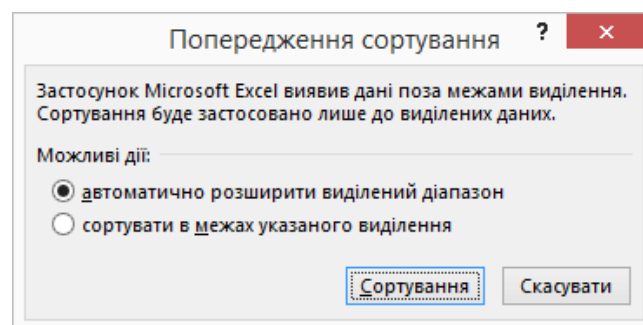 Попередження сортування ? ×
Застосунок Microsoft Excel виявив дані поза межами виділення.
Сортування буде застосовано лише до виділених даних.
Можливі дії:
автоматично розширити виділений діапазон
сортувати в межах указаного виділення
Сортування Скасувати